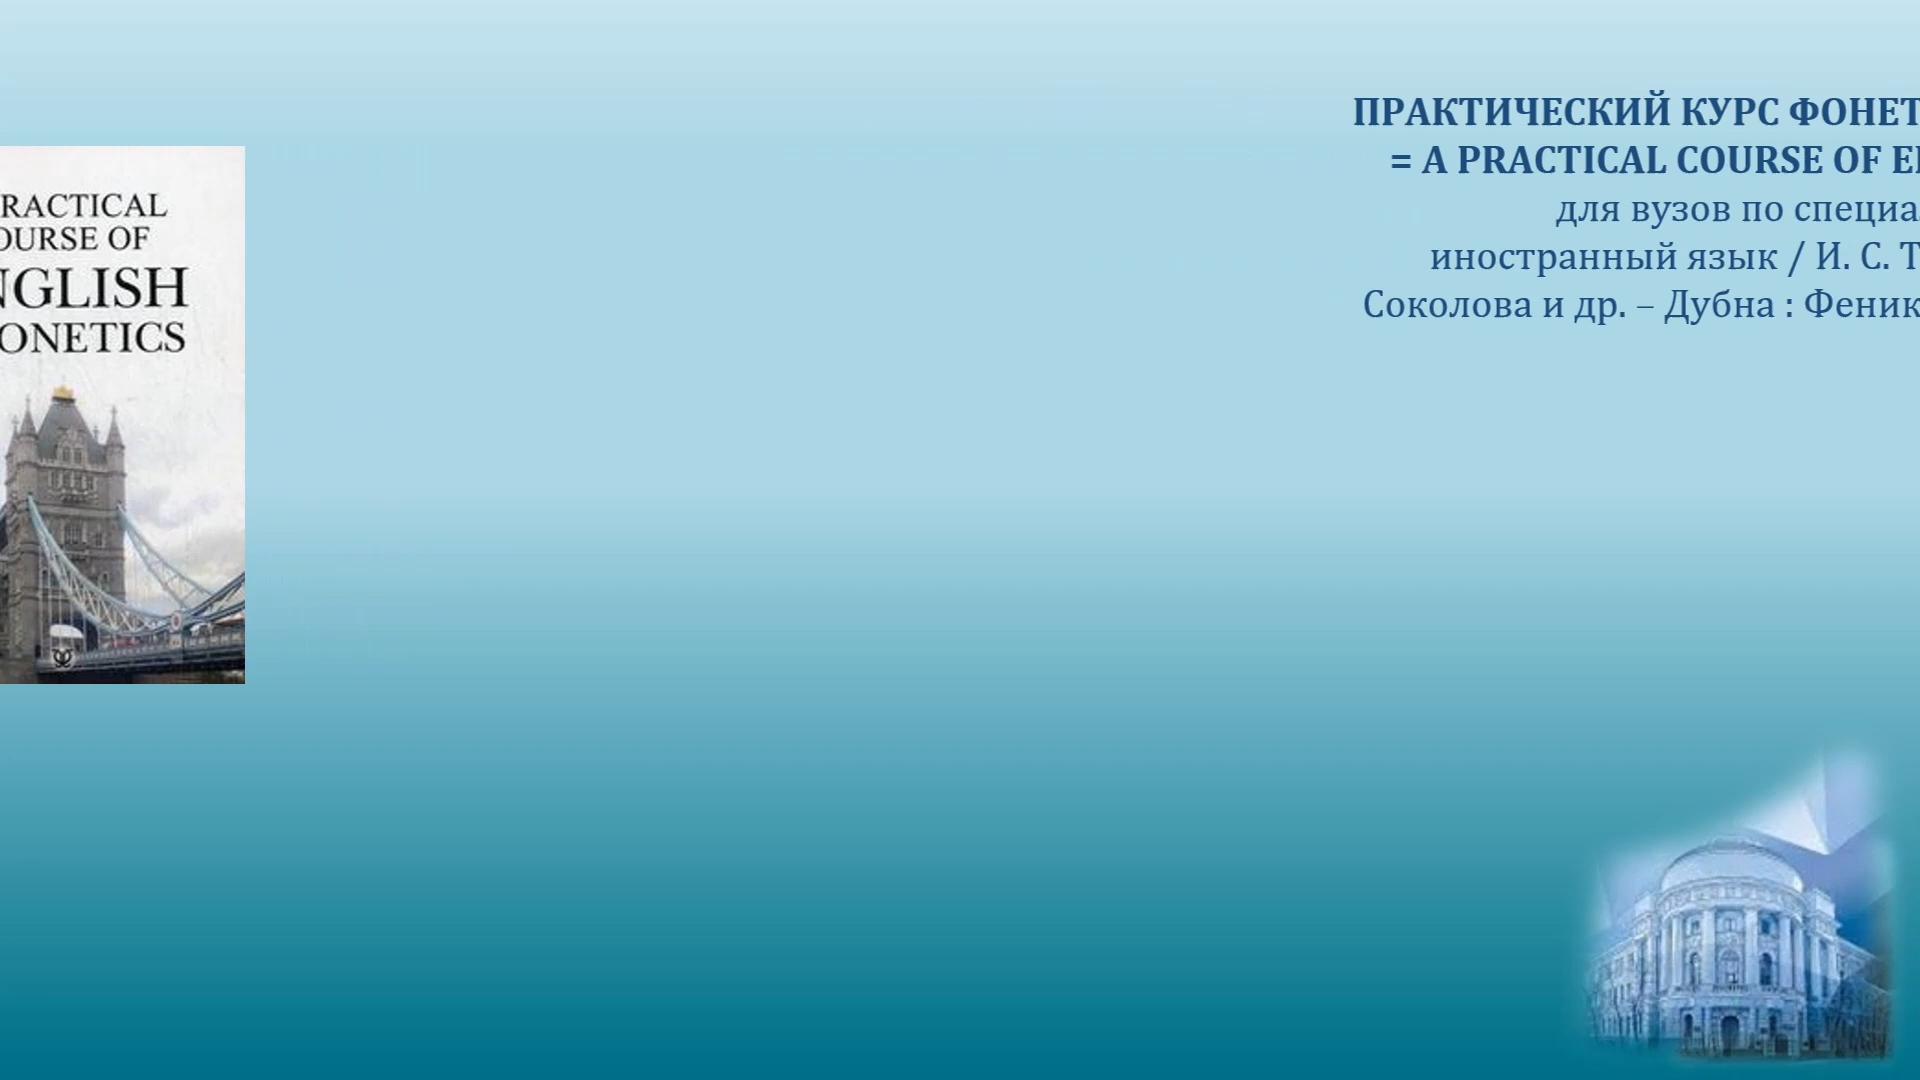 RACTICAL
OURSE OF
NGLISH
ONETICS
ПРАКТИЧЕСКИЙ КУРС ФОНЕТ
= A PRACTICAL COURSE OF E
для вузов по специа
иностранный язык / И. С. Т
Соколова и др. – Дубна : Феник